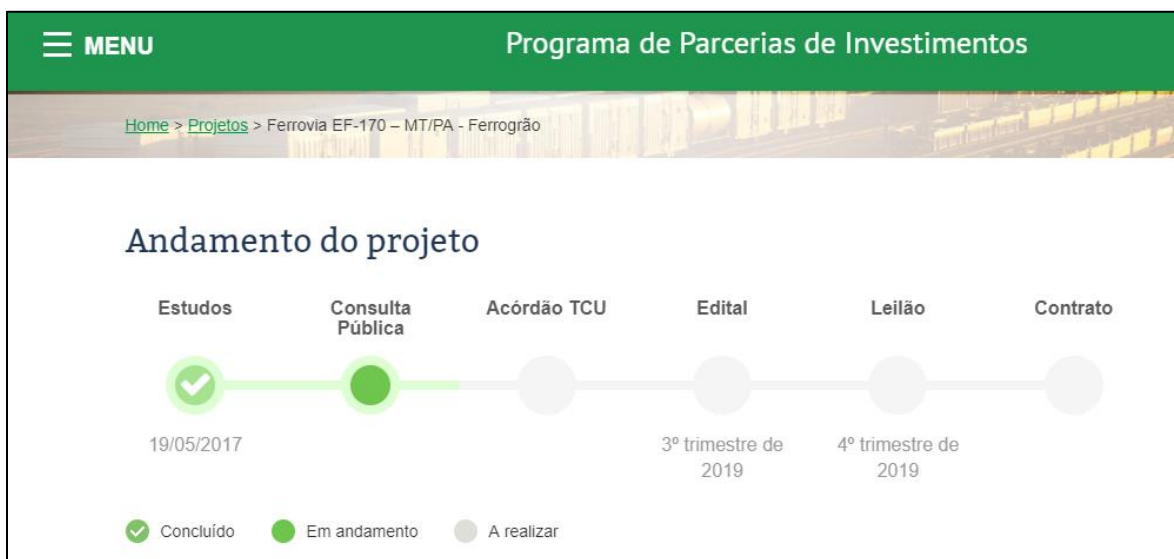 MENU
Programa de Parcerias de Investimentos
Home > Projetos > Ferrovia EF-170 – MT/PA - Ferrogrão
Andamento do projeto
Estudos
Consulta
Pública
Acórdão TCU
Edital
Leilão
Contrato
19/05/2017
3º trimestre de
2019
4º trimestre de
2019
Concluído
Em andamento
A realizar